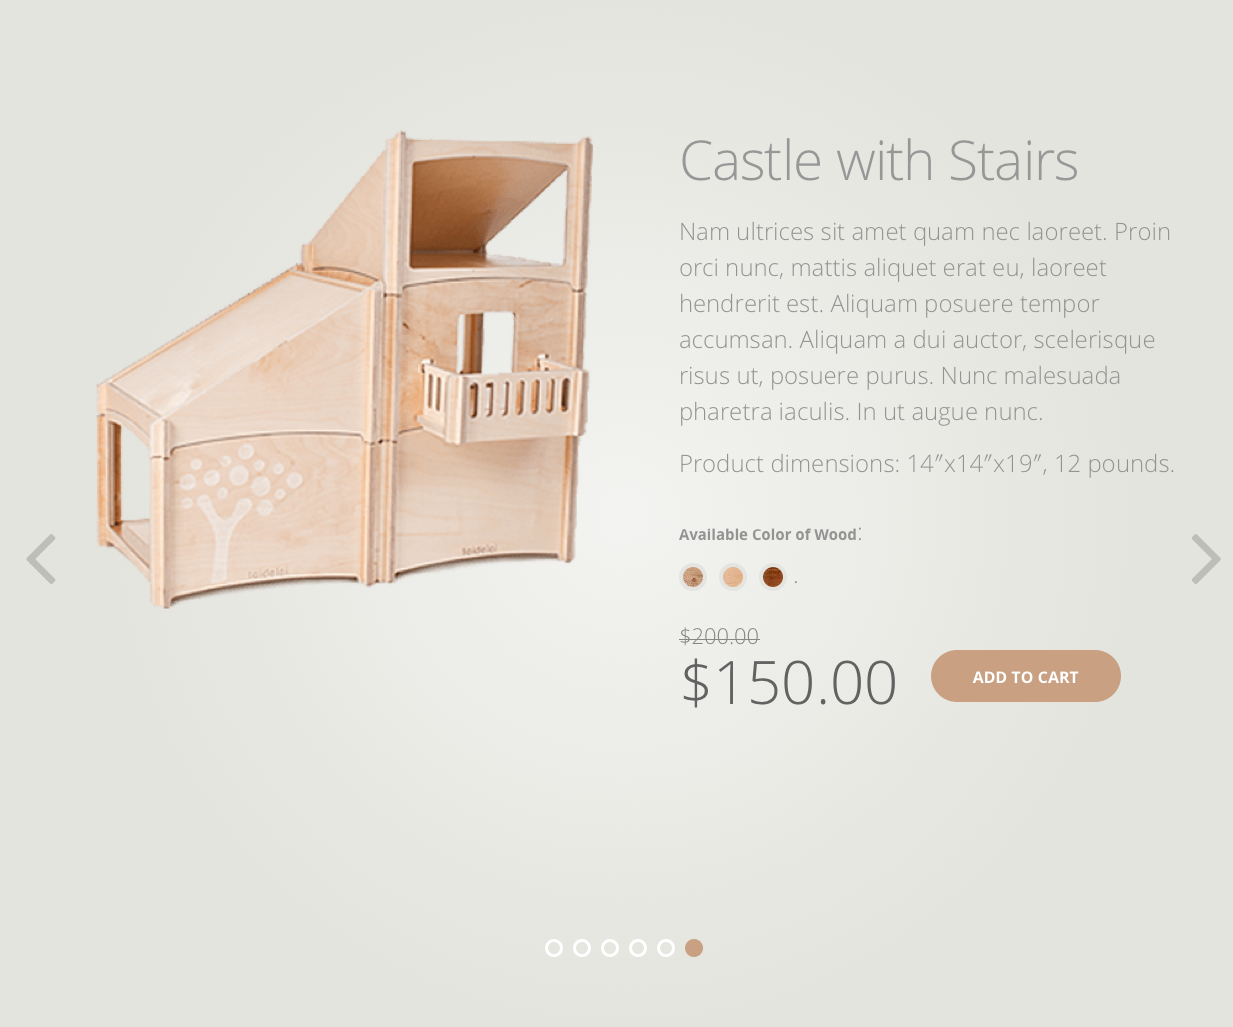 Castle with Stairs
Nam ultrices sit amet quam nec laoreet. Proin
orci nunc, mattis aliquet erat eu, laoreet
hendrerit est. Aliquam posuere tempor
accumsan. Aliquam a dui auctor, scelerisque
risus ut, posuere purus. Nunc malesuada
pharetra iaculis. In ut augue nunc.
Product dimensions: 14″x14″x19″, 12 pounds.
Available Color of Wood:
.
$200.00
$150.00
ADD TO CART